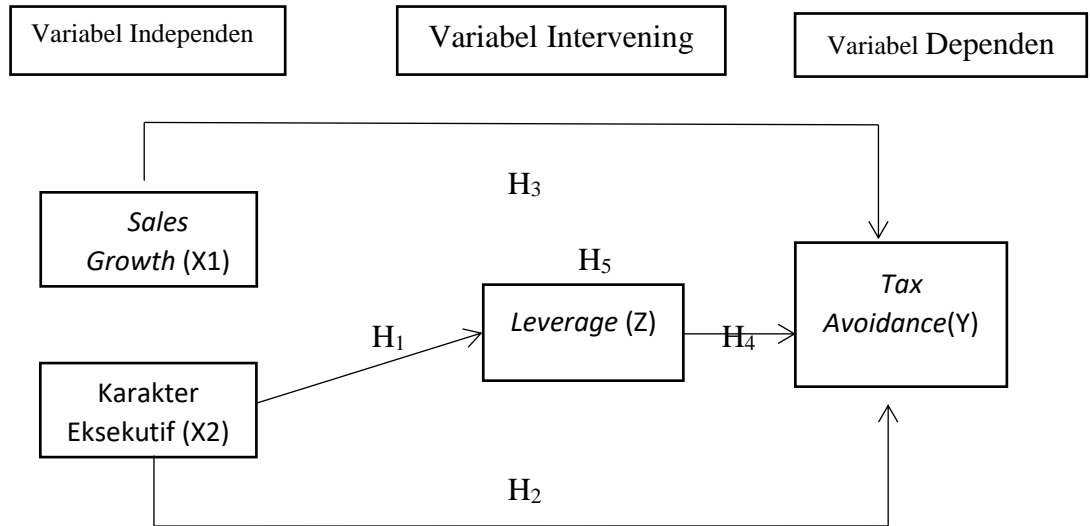 Variabel Independen
Variabel Intervening
Variabel Dependen
H₃
Sales
Growth (X1)
H₅
Tax
Avoidance(Y)
Leverage (Z)
H₁
H₄
Karakter
Eksekutif (X2)
H₂